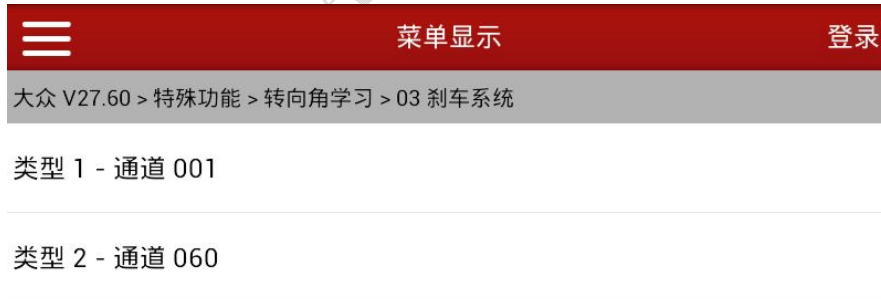 菜单显示 登录
大众 V27.60 > 特殊功能 > 转向角学习 > 03 刹车系统
类型 1 - 通道 001
类型 2 - 通道 060